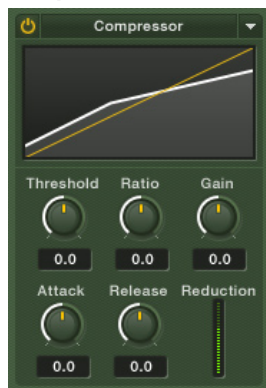 Compressor
Threshold Ratio Gain
0.0 0.0 0.0
Attack Release Reduction
0.0 0.0